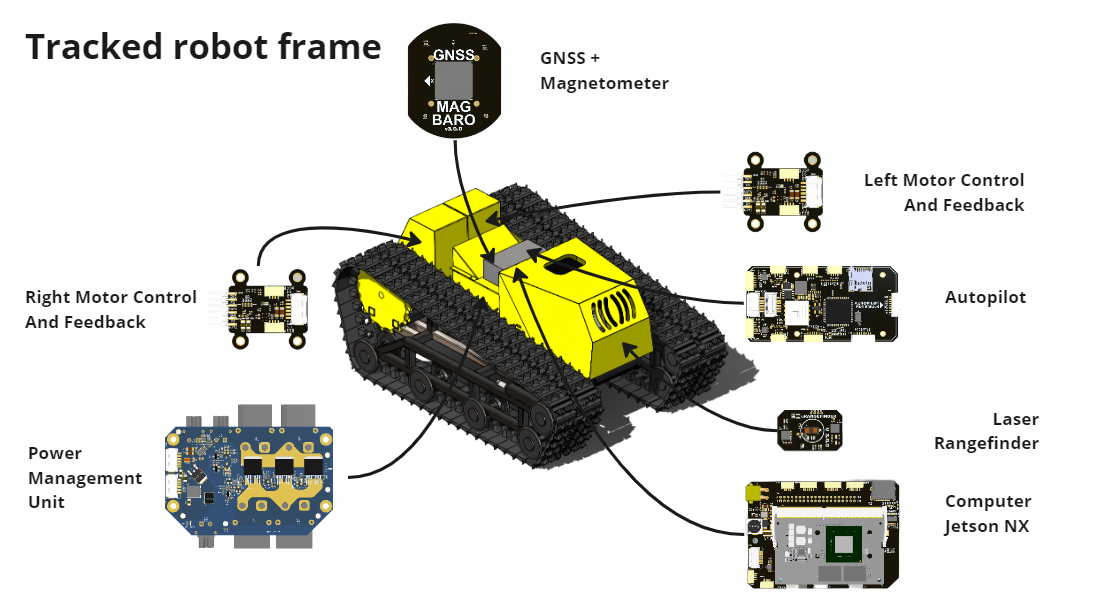 Tracked robot frame
GNSS
MAG
BARO
v3.0.0
GNSS +
Magnetometer
Left Motor Control
And Feedback
Right Motor Control
And Feedback
Autopilot
Laser
Rangefinder
Power
Management
Unit
Computer
Jetson NX